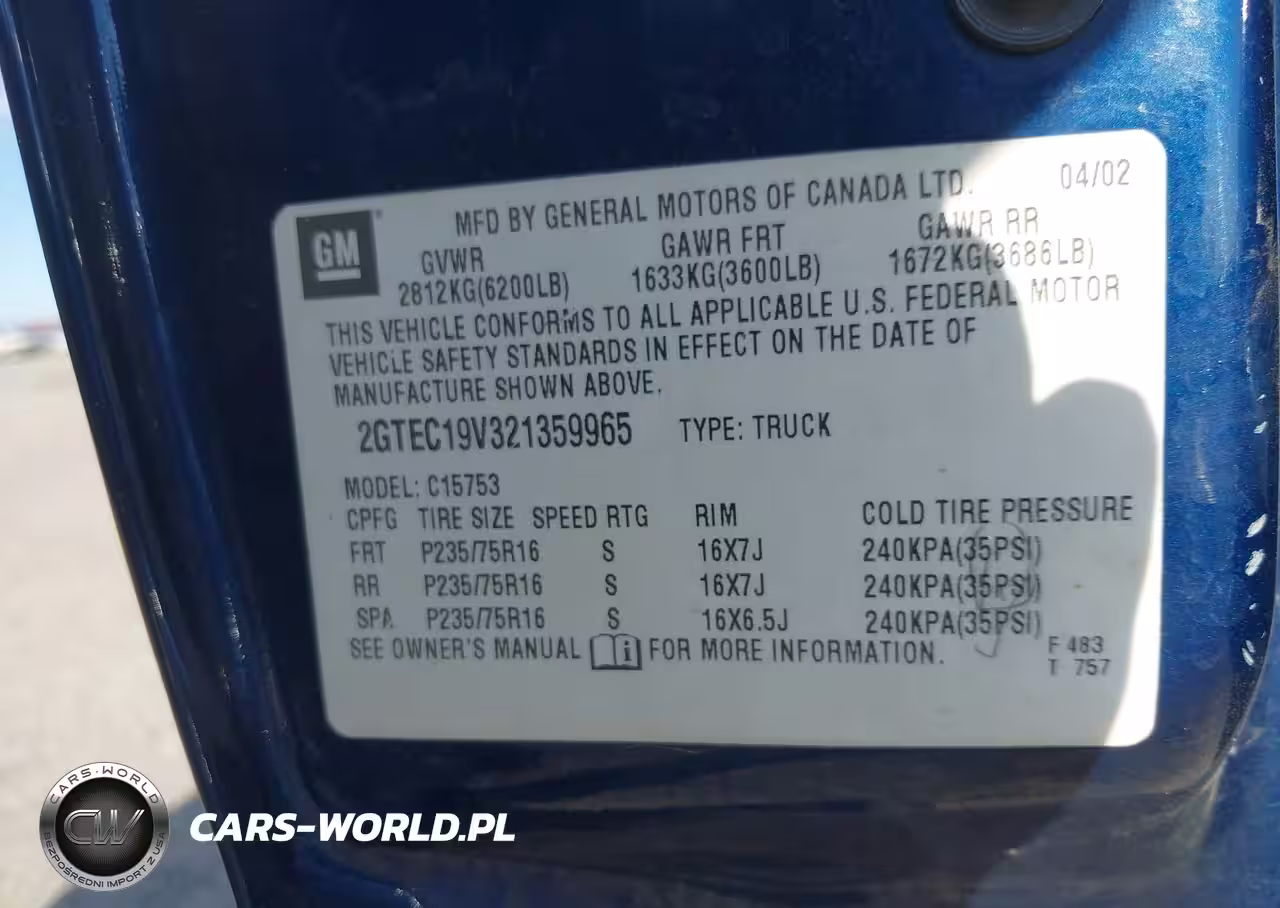 04/02
GM
MFD BY GENERAL MOTORS OF CANADA LTD.
GVWR GAWR FRT GAWR RR
2812KG(6200LB) 1633KG(3600LB) 1672KG(3686LB)
THIS VEHICLE CONFORMS TO ALL APPLICABLE U.S. FEDERAL MOTOR
VEHICLE SAFETY STANDARDS IN EFFECT ON THE DATE OF
MANUFACTURE SHOWN ABOVE.
2GTEC19V321359965 TYPE: TRUCK
MODEL: C15753
CPFG TIRE SIZE SPEED RTG RIM COLD TIRE PRESSURE
FRT P235/75R16 S 16X7J 240KPA(35PSI)
RR P235/75R16 S 16X7J 240KPA(35PSI)
SPA P235/75R16 S 16X6.5J 240KPA(35PSI)
SEE OWNER'S MANUAL FOR MORE INFORMATION.
F 483
T 757
CARS-WORLD
CW
BEZPOŚREDNI IMPORT Z USA
CARS-WORLD.PL